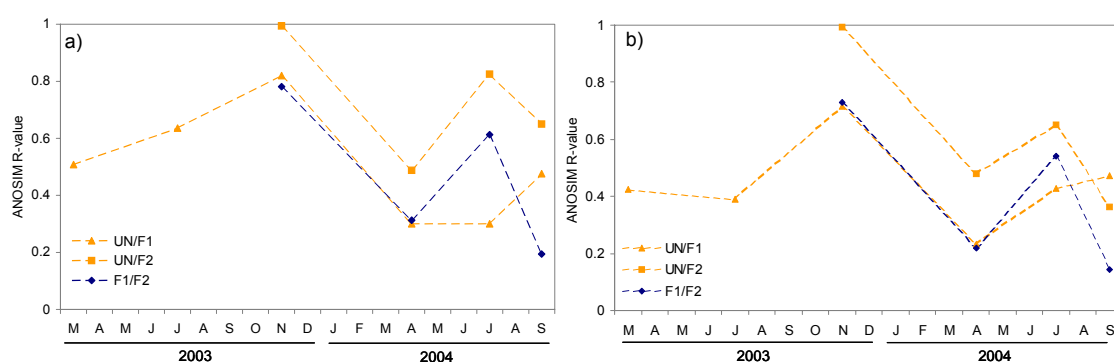 a)
ANOSIM R-value
1
0.8
0.6
0.4
0.2
0
UN/F1
UN/F2
F1/F2
M A M J J A S O N D J F M A M J J A S
2003 2004
b)
ANOSIM R-value
1
0.8
0.6
0.4
0.2
0
UN/F1
UN/F2
F1/F2
M A M J J A S O N D J F M A M J J A S
2003 2004